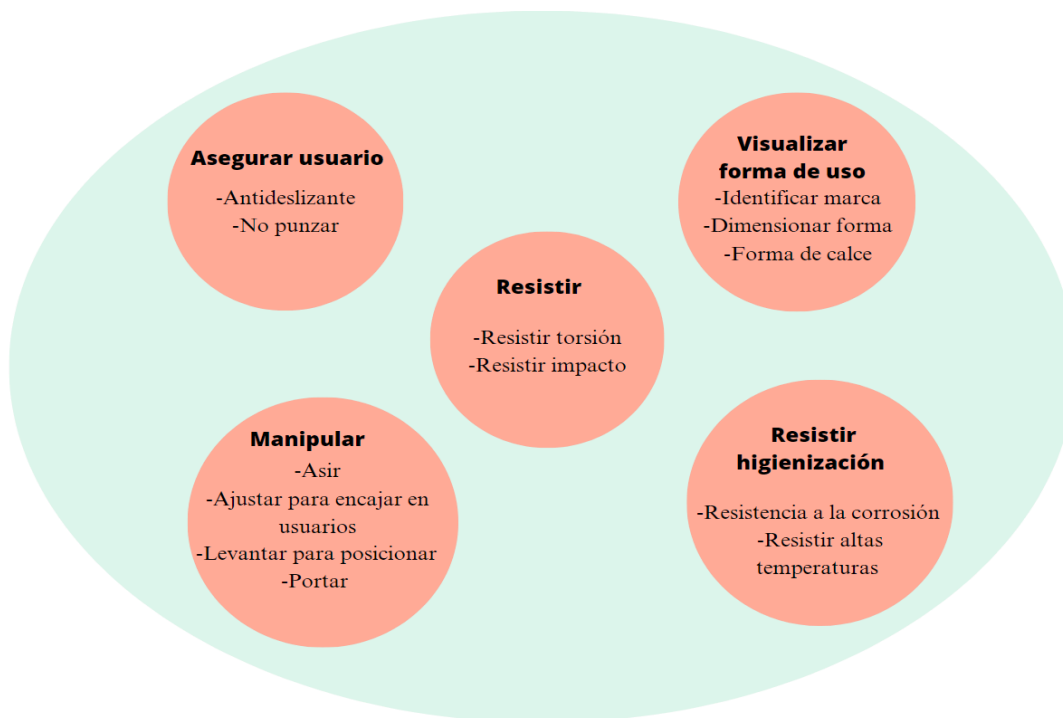 Asegurar usuario
-Antideslizante
-No punzar
Visualizar
forma de uso
-Identificar marca
-Dimensionar forma
-Forma de calce
Resistir
-Resistir torsión
-Resistir impacto
Manipular
-Asir
-Ajustar para encajar en
usuarios
-Levantar para posicionar
-Portar
Resistir
higienización
-Resistencia a la corrosión
-Resistir altas
temperaturas